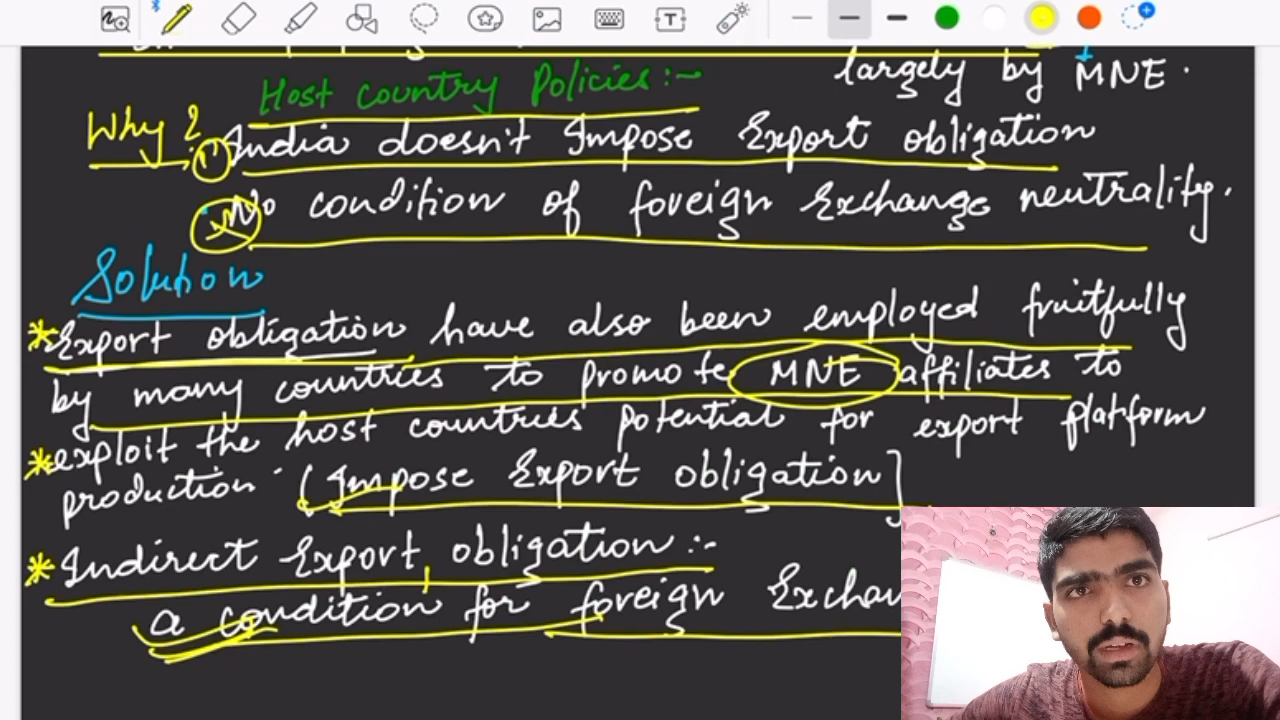 largely by MNE.
Host country Policies :-
Why?
① India doesn't Impose Export obligation
No condition of foreign Exchange neutrality.
Solution
* Export obligation have also been employed fruitfully
by many countries to promote MNE affiliates to
* exploit the host countries potential for export platform
production. [Impose Export obligation]
* Indirect Export, obligation :-
a condition for foreign Exchan